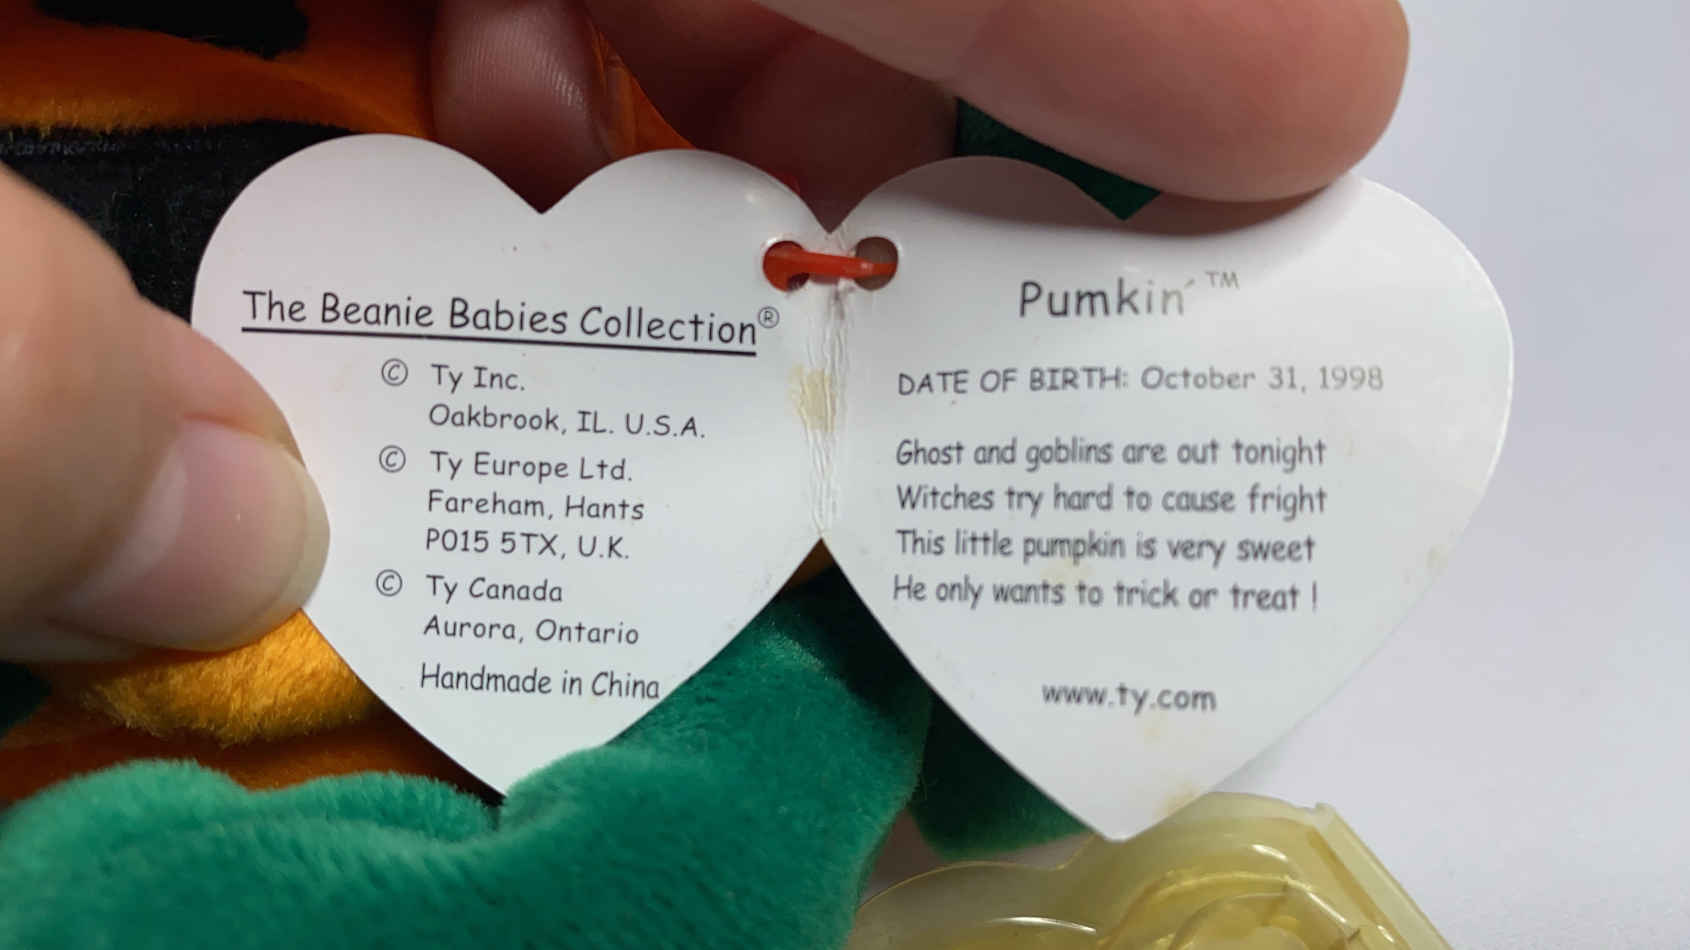 The Beanie Babies Collection®
© Ty Inc.
Oakbrook, IL. U.S.A.
© Ty Europe Ltd.
Fareham, Hants
PO15 5TX, U.K.
© Ty Canada
Aurora, Ontario
Handmade in China
Pumkin´™
DATE OF BIRTH: October 31, 1998
Ghost and goblins are out tonight
Witches try hard to cause fright
This little pumpkin is very sweet
He only wants to trick or treat !
www.ty.com